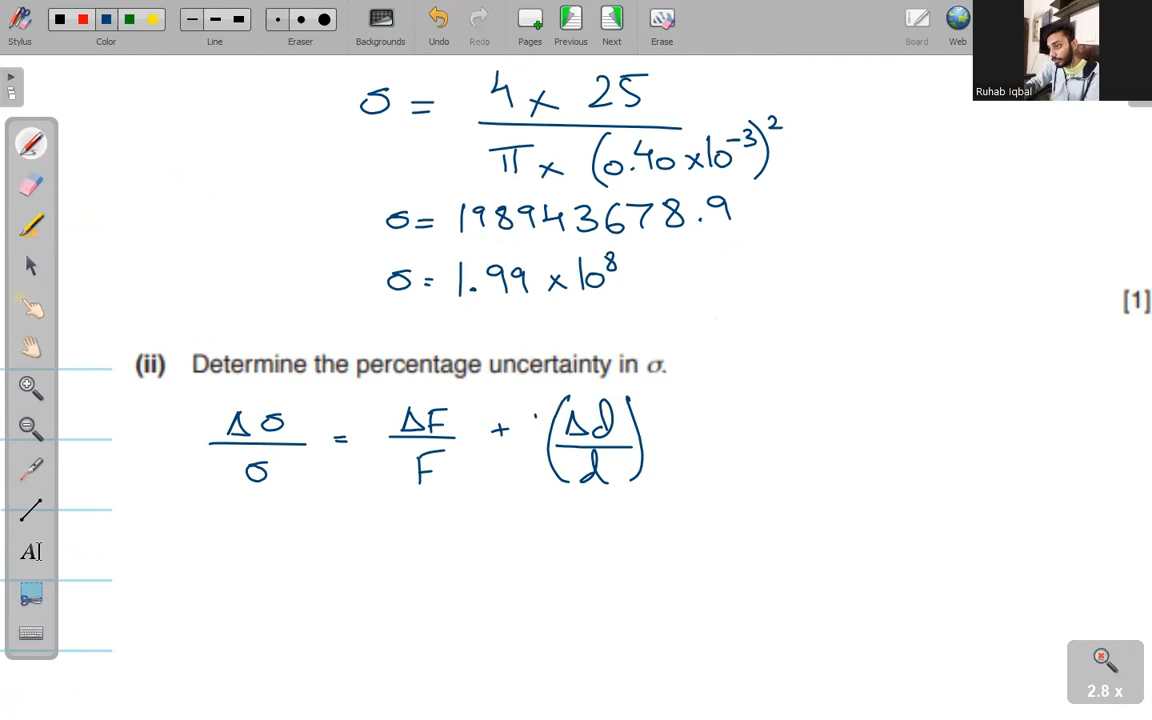 Stylus Color Line Eraser Backgrounds Undo Redo Pages Previous Next Erase Board Web
Ruhab Iqbal
σ = 4 × 25 / π × (0.40 × 10⁻³)²
σ = 198943678.9
σ = 1.99 × 10⁸
[1]
(ii) Determine the percentage uncertainty in σ.
Δσ / σ = ΔF / F + (Δd / d)
A
2.8 x